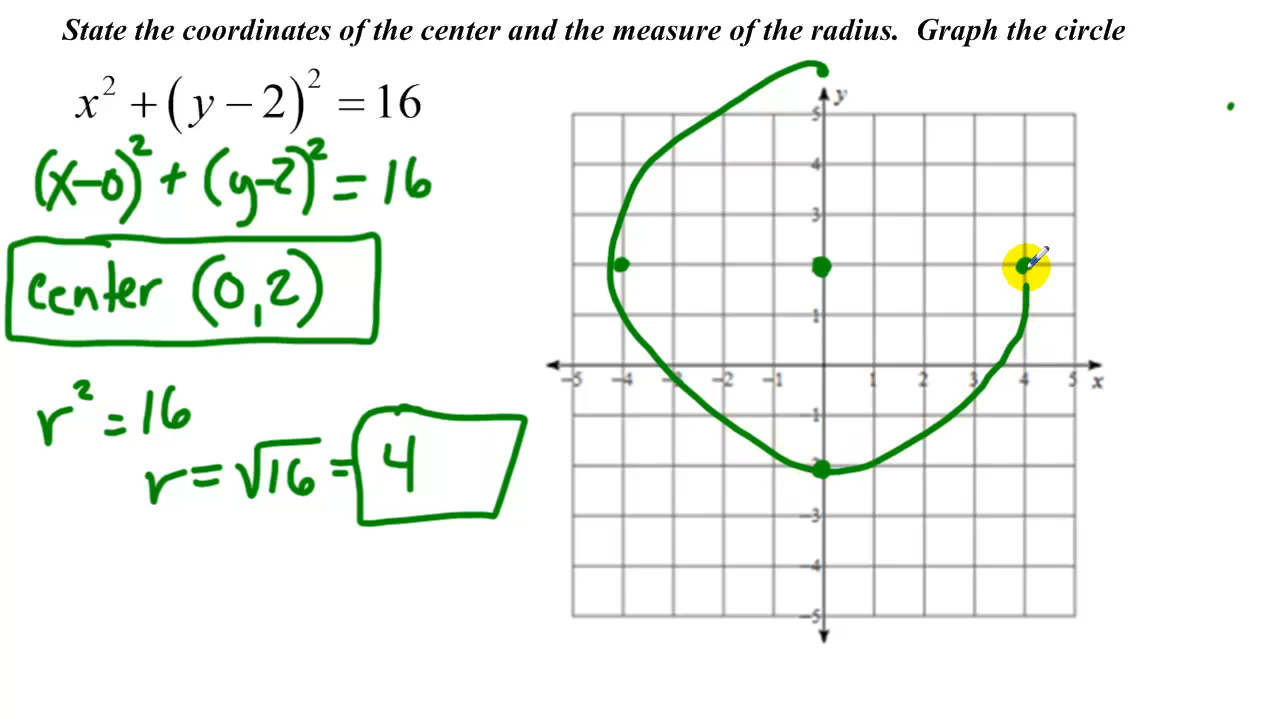 State the coordinates of the center and the measure of the radius. Graph the circle
x² + (y − 2)² = 16
(x−0)² + (y−2)² = 16
center (0,2)
r² = 16
r = √16 = 4
y
5
4
3
1
−5 −4 −3 −2 −1 1 2 3 4 5 x
−1
−2
−3
−4
−5